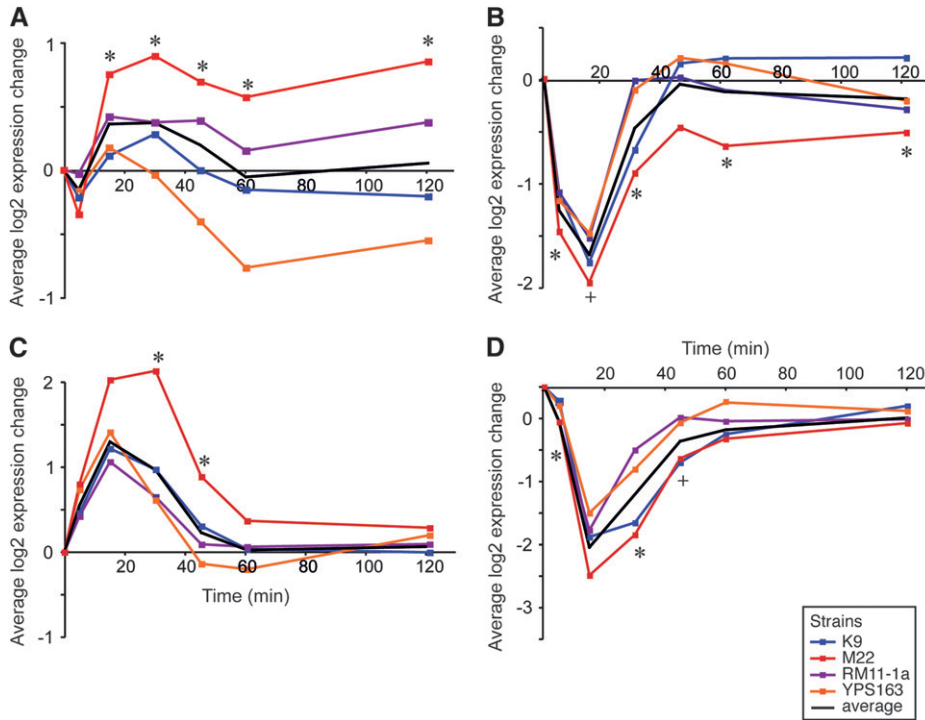 A
Average log2 expression change
1
0
-1
20 40 60 80 100 120
* * * * * *
B
Average log2 expression change
0
-1
-2
20 40 60 80 100 120
* + * * *
C
Average log2 expression change
2
1
0
-1
20 40 60 80 100 120
Time (min)
* *
D
Time (min)
20 40 60 80 100 120
Average log2 expression change
0
-1
-2
-3
* * +
Strains
K9
M22
RM11-1a
YPS163
average